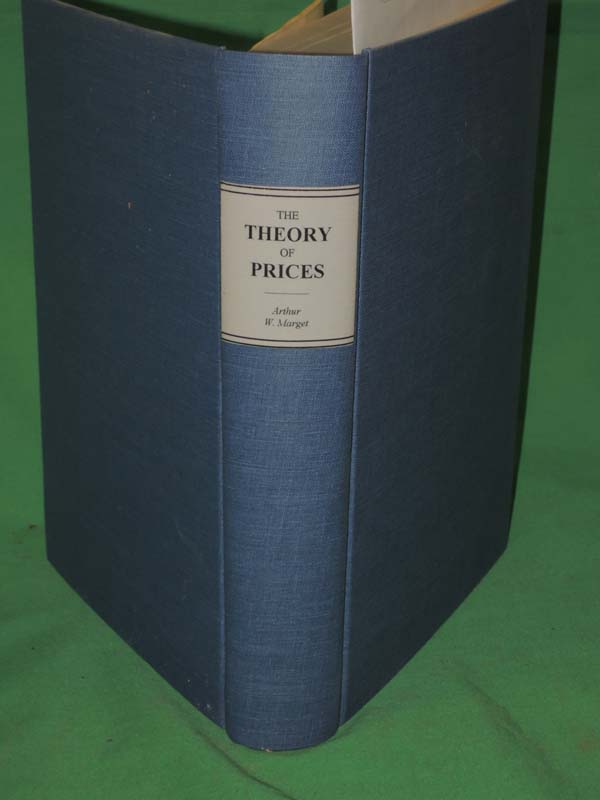 THE
THEORY
OF
PRICES
Arthur
W. Marget